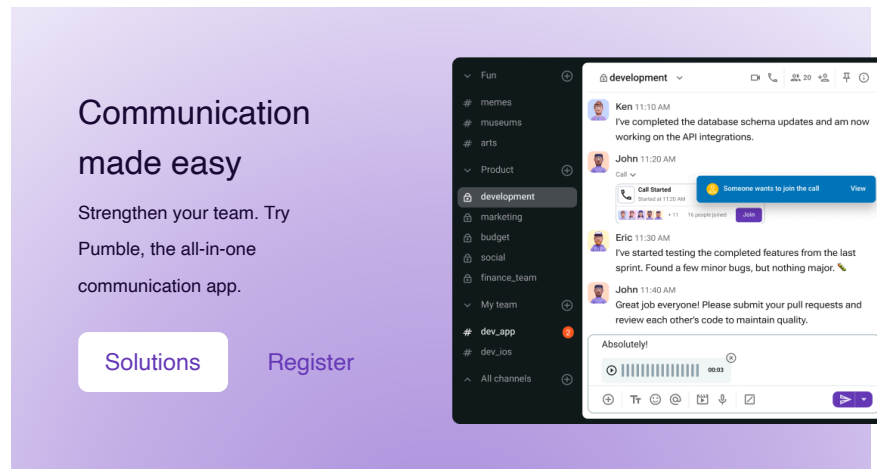 Communication
made easy
Strengthen your team. Try
Pumble, the all-in-one
communication app.
Solutions
Register
Fun
# memes
# museums
# arts
Product
development
marketing
budget
social
finance_team
My team
# dev_app
2
# dev_ios
All channels
development
20
Ken 11:10 AM
I've completed the database schema updates and am now
working on the API integrations.
John 11:20 AM
Call
Call Started
Started at 11:20 AM
+ 11
16 people joined
Join
Someone wants to join the call
View
Eric 11:30 AM
I've started testing the completed features from the last
sprint. Found a few minor bugs, but nothing major.
John 11:40 AM
Great job everyone! Please submit your pull requests and
review each other's code to maintain quality.
Absolutely!
00:03